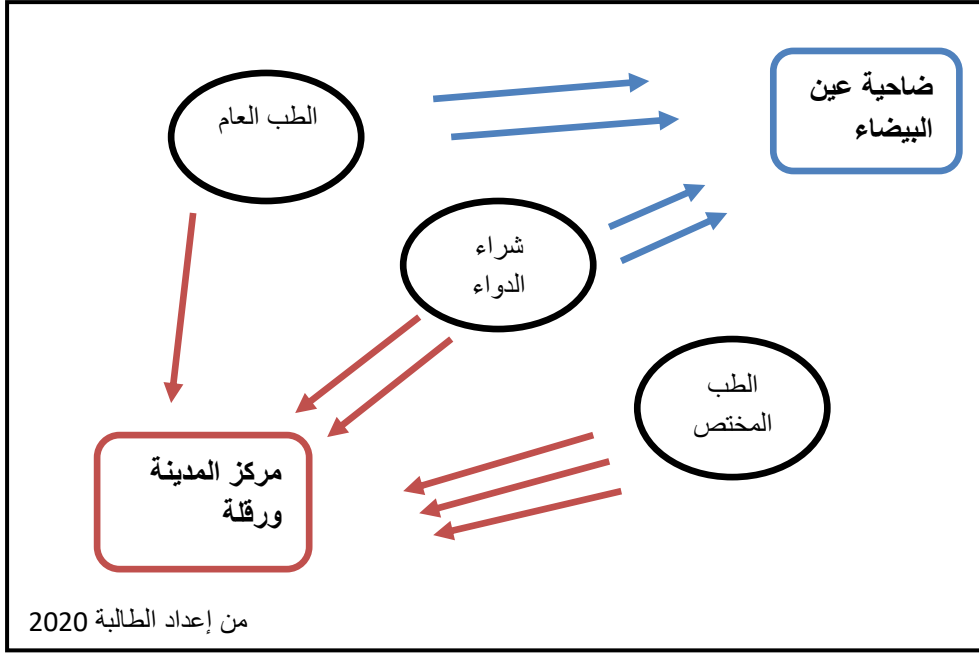 ضاحية عين
البيضاء
الطب العام
شراء
الدواء
الطب
المختص
مركز المدينة
ورقلة
من إعداد الطالبة 2020